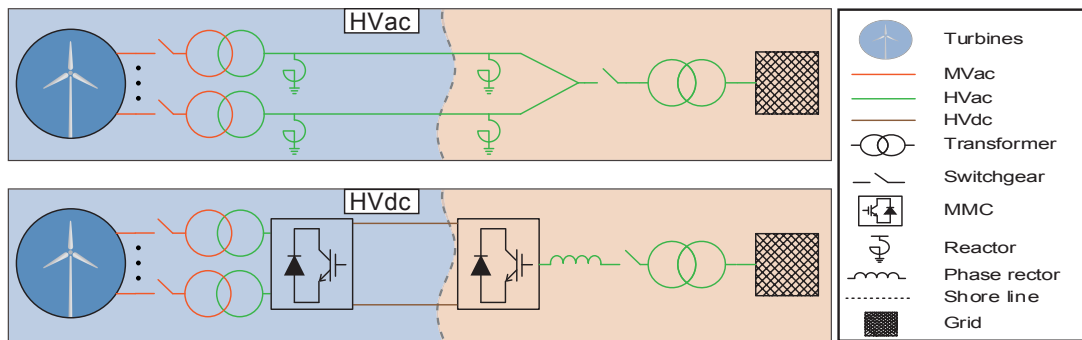 HVac
HVdc
Turbines
MVac
HVac
HVdc
Transformer
Switchgear
MMC
Reactor
Phase rector
Shore line
Grid